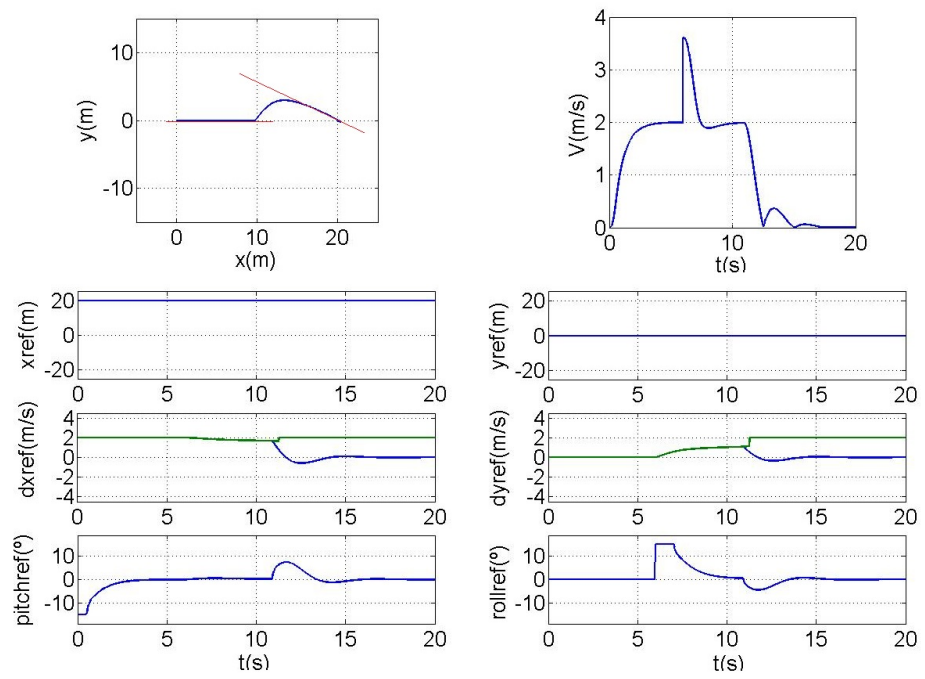 10
0
-10
y(m)
0 10 20
x(m)
4
3
2
1
0
V(m/s)
0 10 20
t(s)
20
0
-20
xref(m)
0 5 10 15 20
20
0
-20
yref(m)
0 5 10 15 20
4
2
0
-2
-4
dxref(m/s)
0 5 10 15 20
4
2
0
-2
-4
dyref(m/s)
0 5 10 15 20
10
0
-10
pitchref(º)
0 5 10 15 20
t(s)
10
0
-10
rollref(º)
0 5 10 15 20
t(s)